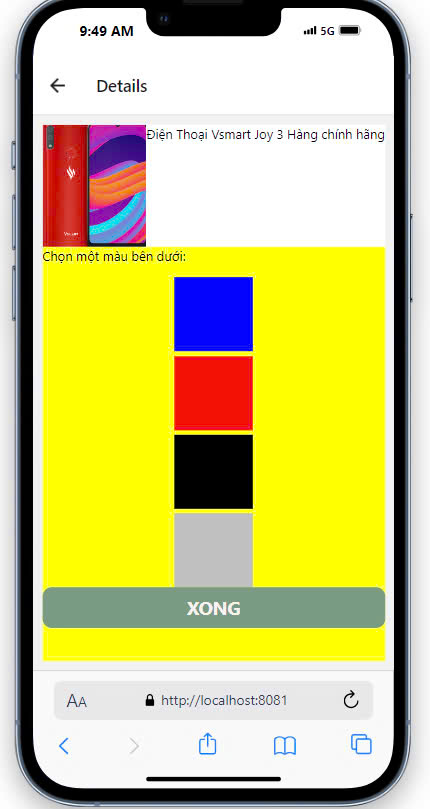 9:49 AM 5G
Details
Điện Thoại Vsmart Joy 3 Hàng chính hãng
Chọn một màu bên dưới:
XONG
AA http://localhost:8081